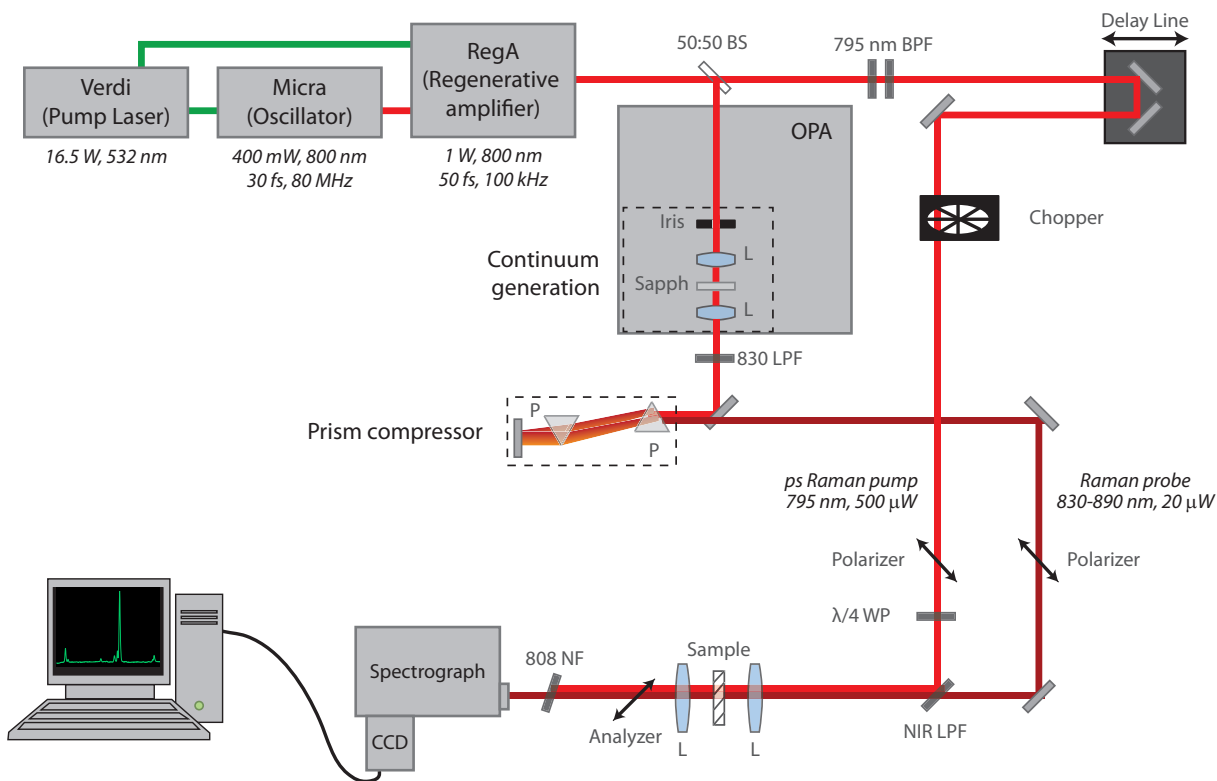 Delay Line
50:50 BS
795 nm BPF
Verdi
(Pump Laser)
Micra
(Oscillator)
RegA
(Regenerative
amplifier)
16.5 W, 532 nm
400 mW, 800 nm
30 fs, 80 MHz
1 W, 800 nm
50 fs, 100 kHz
OPA
Iris
L
Sapph
L
Continuum
generation
Chopper
830 LPF
P
P
Prism compressor
ps Raman pump
795 nm, 500 μW
Raman probe
830-890 nm, 20 μW
Polarizer
Polarizer
λ/4 WP
Sample
808 NF
Spectrograph
CCD
Analyzer
L
L
NIR LPF